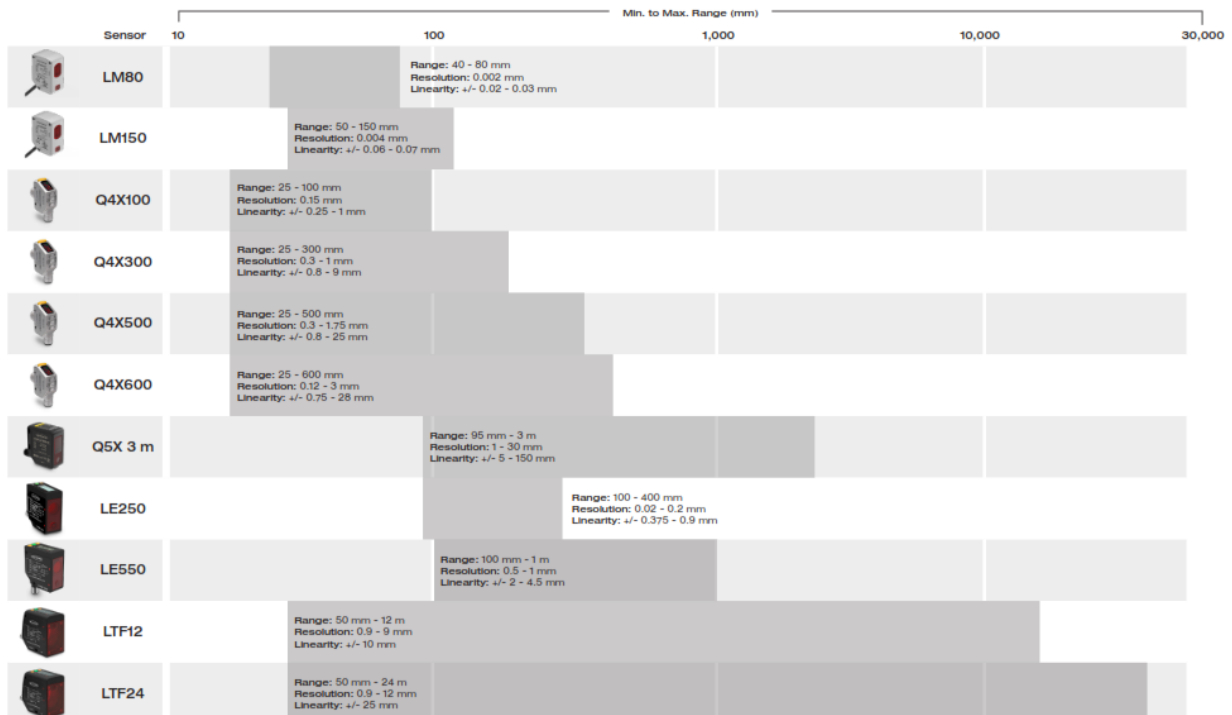 Min. to Max. Range (mm)
Sensor 10 100 1,000 10,000 30,000
LM80
Range: 40 - 80 mm
Resolution: 0.002 mm
Linearity: +/- 0.02 - 0.03 mm
LM150
Range: 50 - 150 mm
Resolution: 0.004 mm
Linearity: +/- 0.06 - 0.07 mm
Q4X100
Range: 25 - 100 mm
Resolution: 0.15 mm
Linearity: +/- 0.25 - 1 mm
Q4X300
Range: 25 - 300 mm
Resolution: 0.3 - 1 mm
Linearity: +/- 0.8 - 9 mm
Q4X500
Range: 25 - 500 mm
Resolution: 0.3 - 1.75 mm
Linearity: +/- 0.8 - 25 mm
Q4X600
Range: 25 - 600 mm
Resolution: 0.12 - 3 mm
Linearity: +/- 0.75 - 28 mm
Q5X 3 m
Range: 95 mm - 3 m
Resolution: 1 - 30 mm
Linearity: +/- 5 - 150 mm
LE250
Range: 100 - 400 mm
Resolution: 0.02 - 0.2 mm
Linearity: +/- 0.375 - 0.9 mm
LE550
Range: 100 mm - 1 m
Resolution: 0.5 - 1 mm
Linearity: +/- 2 - 4.5 mm
LTF12
Range: 50 mm - 12 m
Resolution: 0.9 - 9 mm
Linearity: +/- 10 mm
LTF24
Range: 50 mm - 24 m
Resolution: 0.9 - 12 mm
Linearity: +/- 25 mm